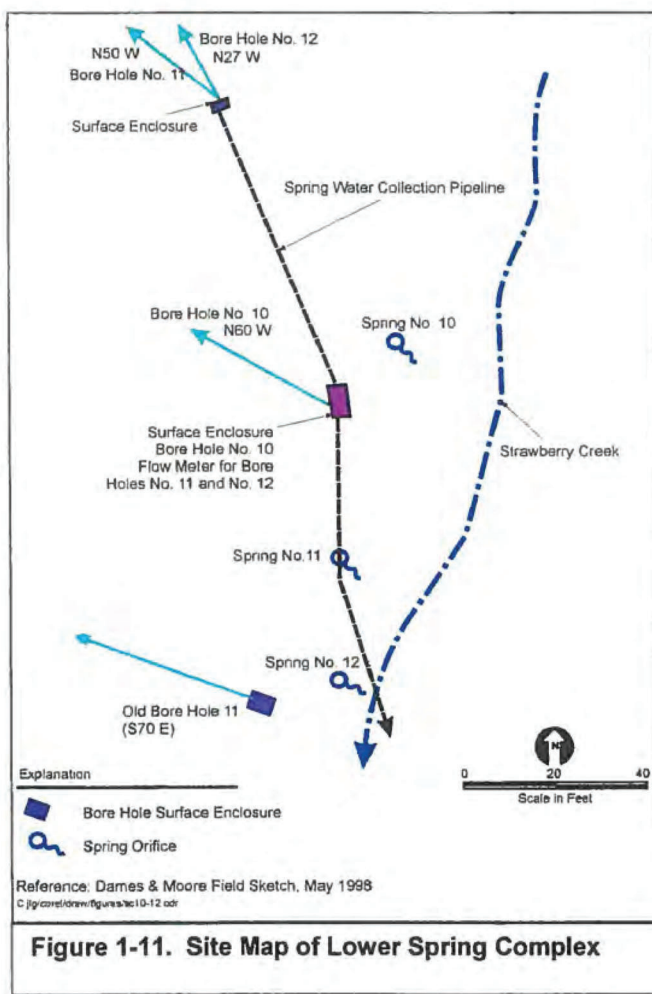 Bore Hole No. 12
N27 W
N50 W
Bore Hole No. 11
Surface Enclosure
Spring Water Collection Pipeline
Bore Hole No. 10
N60 W
Spring No. 10
Surface Enclosure
Bore Hole No. 10
Flow Meter for Bore
Holes No. 11 and No. 12
Strawberry Creek
Spring No.11
Spring No. 12
Old Bore Hole 11
(S70 E)
N
0 20 40
Scale in Feet
Explanation
Bore Hole Surface Enclosure
Spring Orifice
Reference: Dames & Moore Field Sketch, May 1998
Figure 1-11. Site Map of Lower Spring Complex